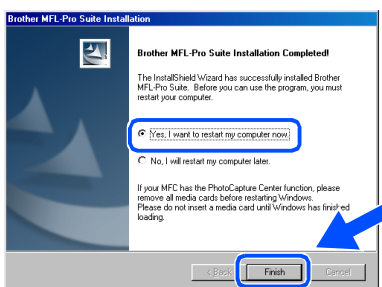 Brother MFL-Pro Suite Installation
Brother MFL-Pro Suite Installation Completed!
The InstallShield Wizard has successfully installed Brother
MFL-Pro Suite. Before you can use the program, you must
restart your computer.
Yes, I want to restart my computer now.
No, I will restart my computer later.
If your MFC has the PhotoCapture Center function, please
remove all media cards before restarting Windows.
Please do not insert a media card until Windows has finished
loading.
< Back
Finish
Cancel